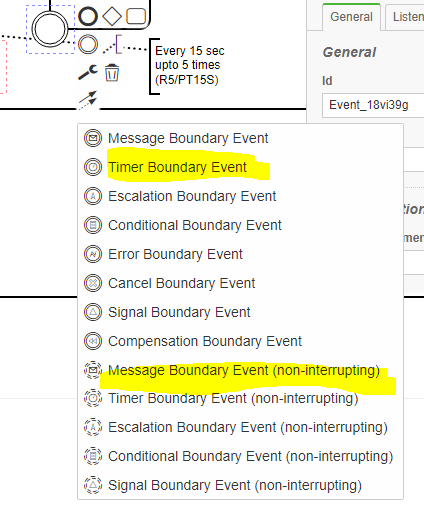 General
Listen
General
Every 15 sec
upto 5 times
(R5/PT15S)
Id
Event_18vi39g
Message Boundary Event
Timer Boundary Event
Escalation Boundary Event
Conditional Boundary Event
Error Boundary Event
Cancel Boundary Event
Signal Boundary Event
Compensation Boundary Event
Message Boundary Event (non-interrupting)
Timer Boundary Event (non-interrupting)
Escalation Boundary Event (non-interrupting)
Conditional Boundary Event (non-interrupting)
Signal Boundary Event (non-interrupting)